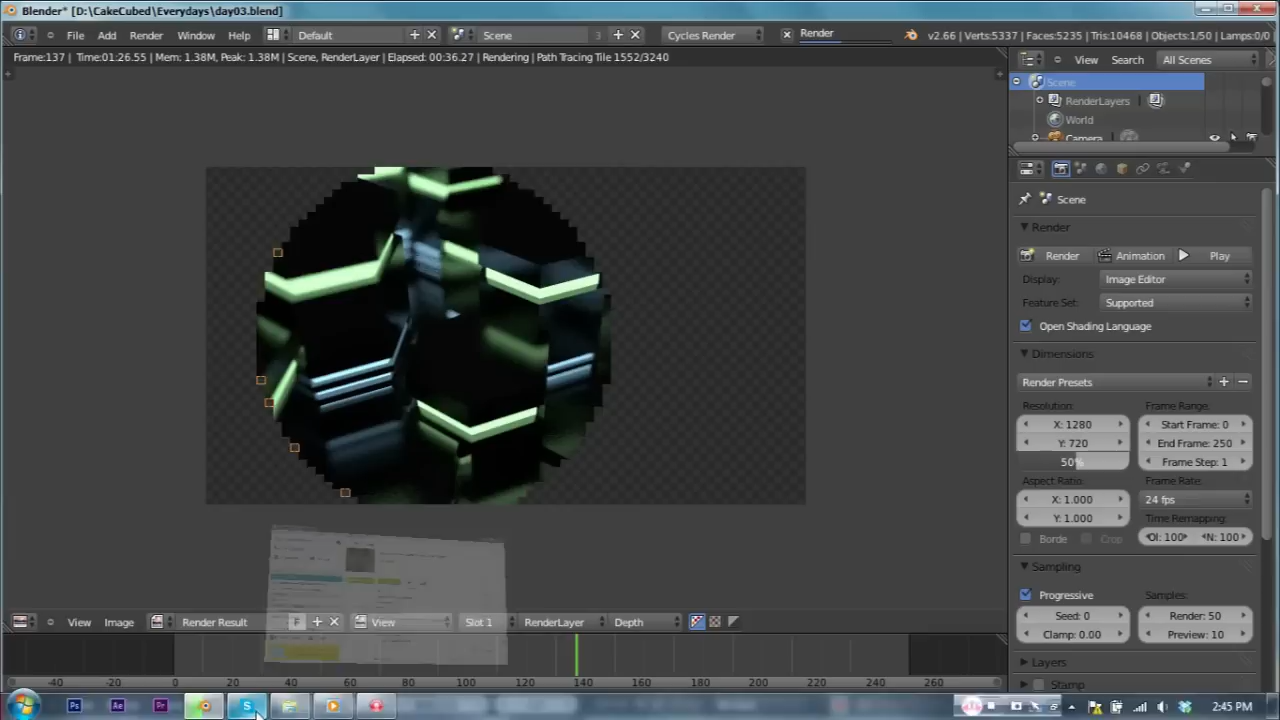 Blender* [D:\CakeCubed\Everydays\day03.blend]
File Add Render Window Help Default Scene 3 Cycles Render Render v2.66 | Verts:5337 | Faces:5235 | Tris:10468 | Objects:1/50 | Lamps:0/0
Frame:137 | Time:01:26.55 | Mem: 1.38M, Peak: 1.38M | Scene, RenderLayer | Elapsed: 00:36.27 | Rendering | Path Tracing Tile 1552/3240
View Search All Scenes
Scene
RenderLayers |
World
Camera
Scene
Render
Render Animation Play
Display: Image Editor
Feature Set: Supported
Open Shading Language
Dimensions
Render Presets
Resolution: Frame Range:
X: 1280 Start Frame: 0
Y: 720 End Frame: 250
50% Frame Step: 1
Aspect Ratio: Frame Rate:
X: 1.000 24 fps
Y: 1.000 Time Remapping:
Borde Crop N: 100
Sampling
Progressive Samples:
Seed: 0 Render: 50
Clamp: 0.00 Preview: 10
Layers
Stamp
View Image Render Result F View Slot 1 RenderLayer Depth
-40 -20 0 20 40 60 80 100 120 140 160 180 200 220 240 260
Ps Ae Pr S 2:45 PM